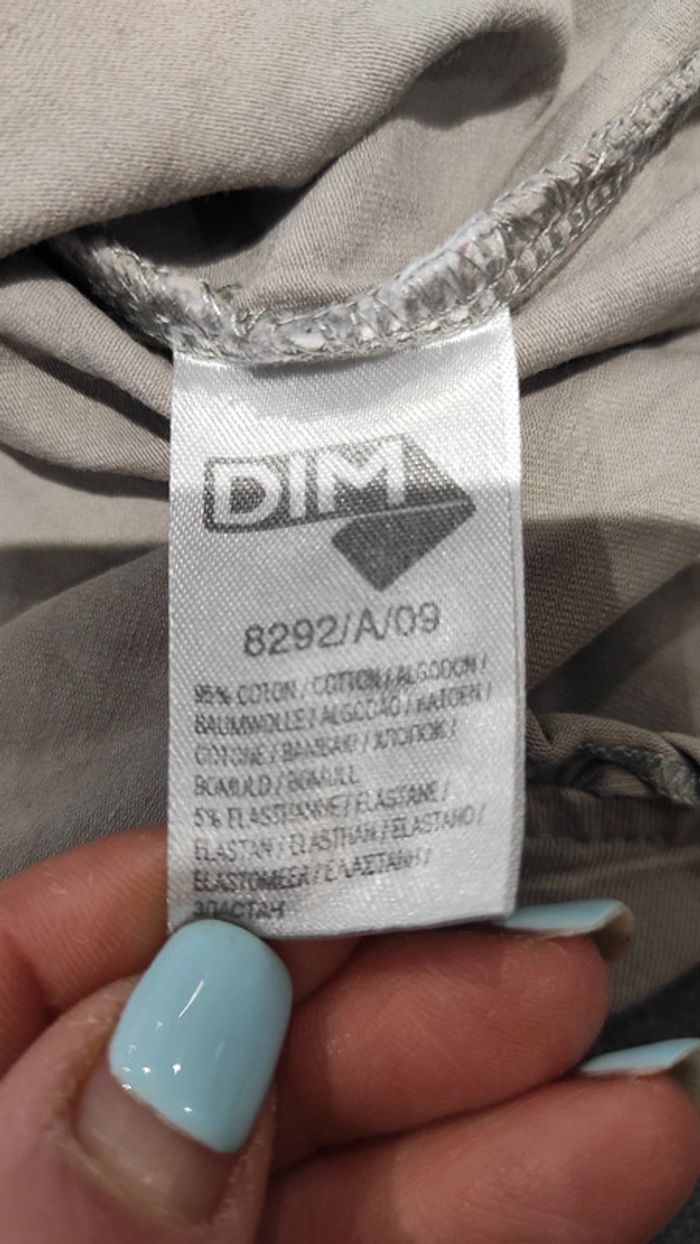 DIM
8292/A/09
95% COTON / COTTON / ALGODON /
BAUMWOLLE / ALGODÃO / KATOEN /
COTONE / ΒΑΜΒΑΚΙ / ХЛОПОК /
BOMULD / BOMULL
5% ELASTHANNE / ELASTANE /
ELASTAN / ELASTHAN / ELASTANO /
ELASTOMEER / ΕΛΑΣΤΑΝΗ /
ЭЛАСТАН